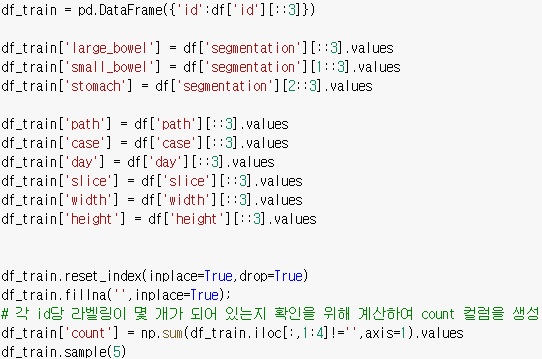 df_train = pd.DataFrame({'id':df['id'][::3]})
df_train['large_bowel'] = df['segmentation'][::3].values
df_train['small_bowel'] = df['segmentation'][1::3].values
df_train['stomach'] = df['segmentation'][2::3].values
df_train['path'] = df['path'][::3].values
df_train['case'] = df['case'][::3].values
df_train['day'] = df['day'][::3].values
df_train['slice'] = df['slice'][::3].values
df_train['width'] = df['width'][::3].values
df_train['height'] = df['height'][::3].values
df_train.reset_index(inplace=True,drop=True)
df_train.fillna('',inplace=True);
# 각 id당 라벨링이 몇 개가 되어 있는지 확인을 위해 계산하여 count 컬럼을 생성
df_train['count'] = np.sum(df_train.iloc[:,1:4]!='',axis=1).values
df_train.sample(5)